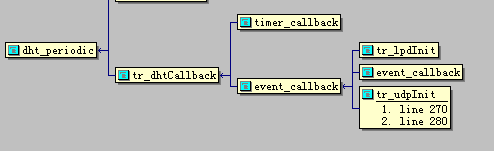 timer_callback
dht_periodic
tr_lpdInit
tr_dhtCallback
event_callback
event_callback
tr_udpInit
1. line 270
2. line 280